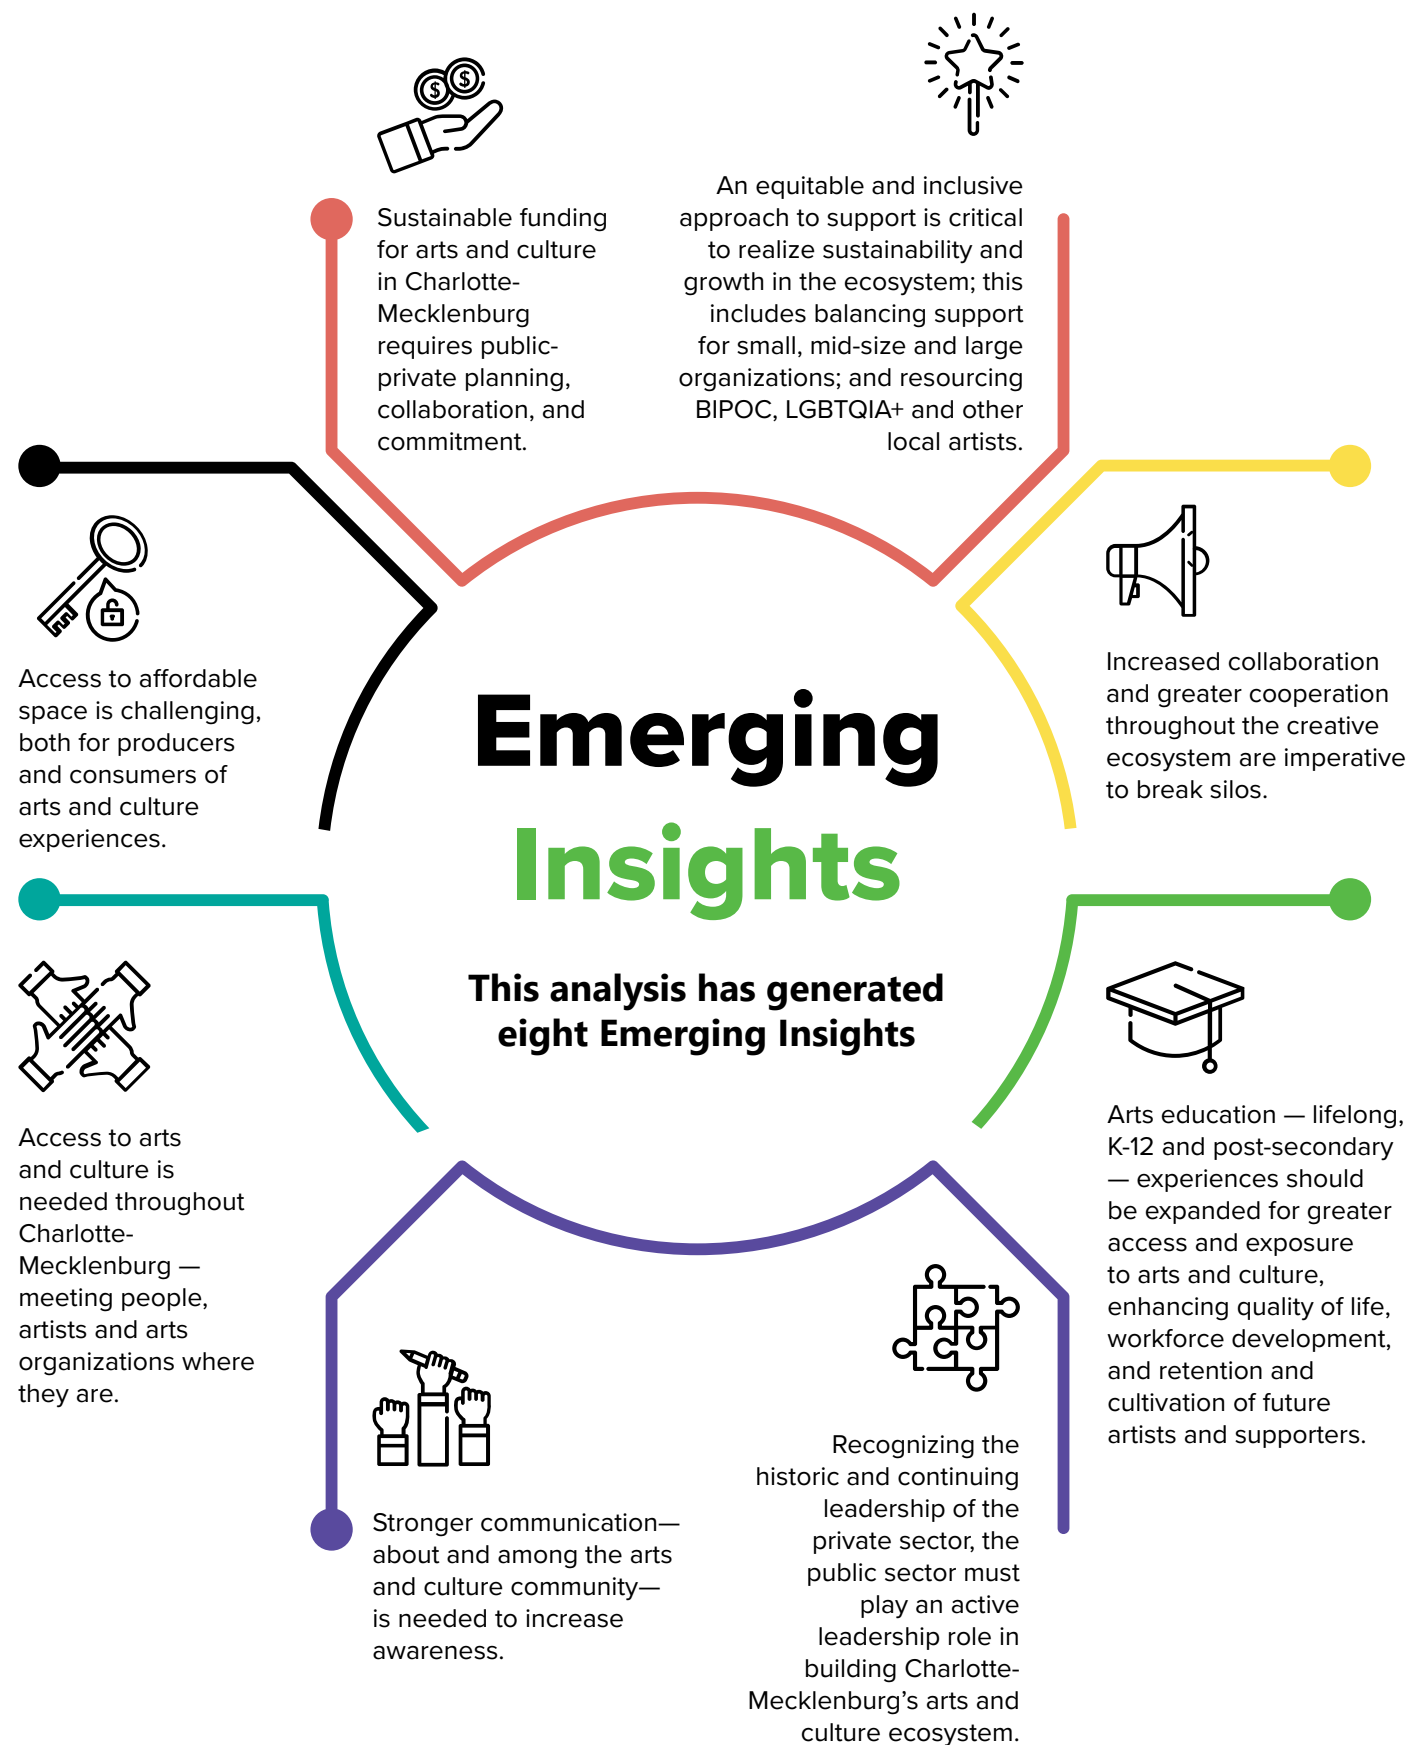 $ $
Sustainable funding
for arts and culture
in Charlotte-
Mecklenburg
requires public-
private planning,
collaboration, and
commitment.
An equitable and inclusive
approach to support is critical
to realize sustainability and
growth in the ecosystem; this
includes balancing support
for small, mid-size and large
organizations; and resourcing
BIPOC, LGBTQIA+ and other
local artists.
Access to affordable
space is challenging,
both for producers
and consumers of
arts and culture
experiences.
Emerging
Insights
This analysis has generated
eight Emerging Insights
Increased collaboration
and greater cooperation
throughout the creative
ecosystem are imperative
to break silos.
Access to arts
and culture is
needed throughout
Charlotte-
Mecklenburg —
meeting people,
artists and arts
organizations where
they are.
Arts education — lifelong,
K-12 and post-secondary
— experiences should
be expanded for greater
access and exposure
to arts and culture,
enhancing quality of life,
workforce development,
and retention and
cultivation of future
artists and supporters.
Stronger communication—
about and among the arts
and culture community—
is needed to increase
awareness.
Recognizing the
historic and continuing
leadership of the
private sector, the
public sector must
play an active
leadership role in
building Charlotte-
Mecklenburg’s arts and
culture ecosystem.